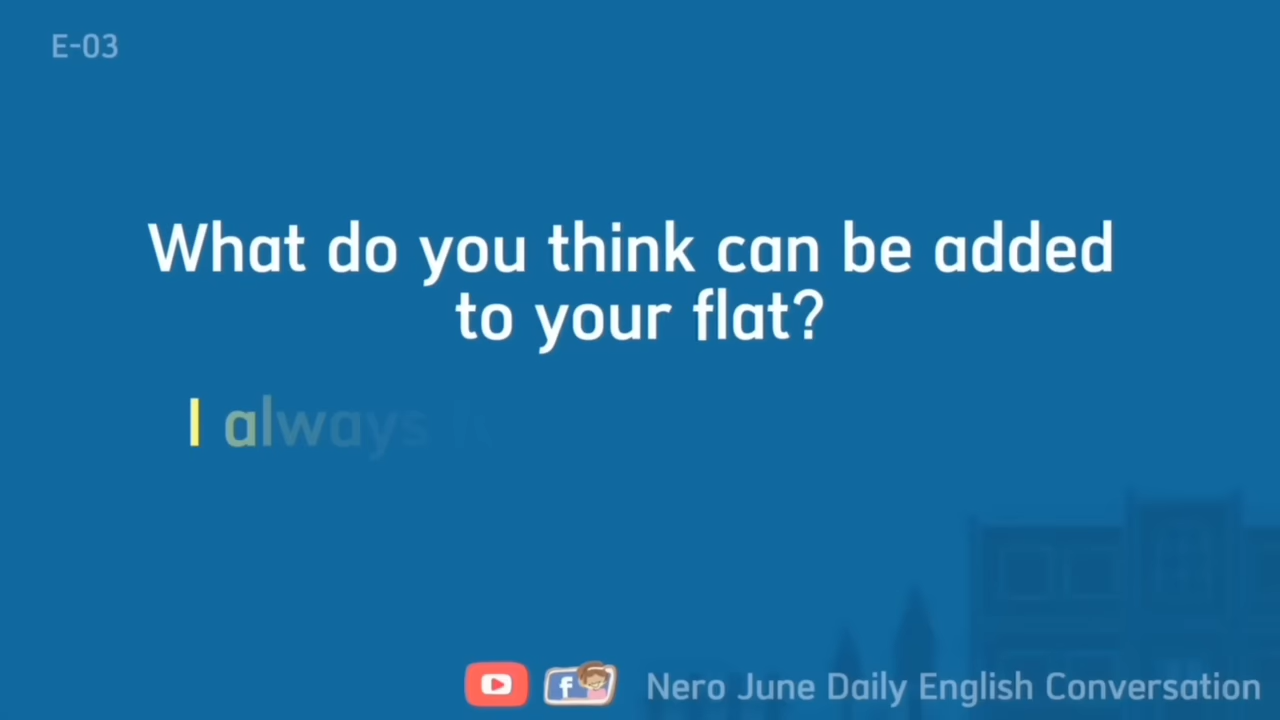 E-03
What do you think can be added
to your flat?
I always
Nero June Daily English Conversation